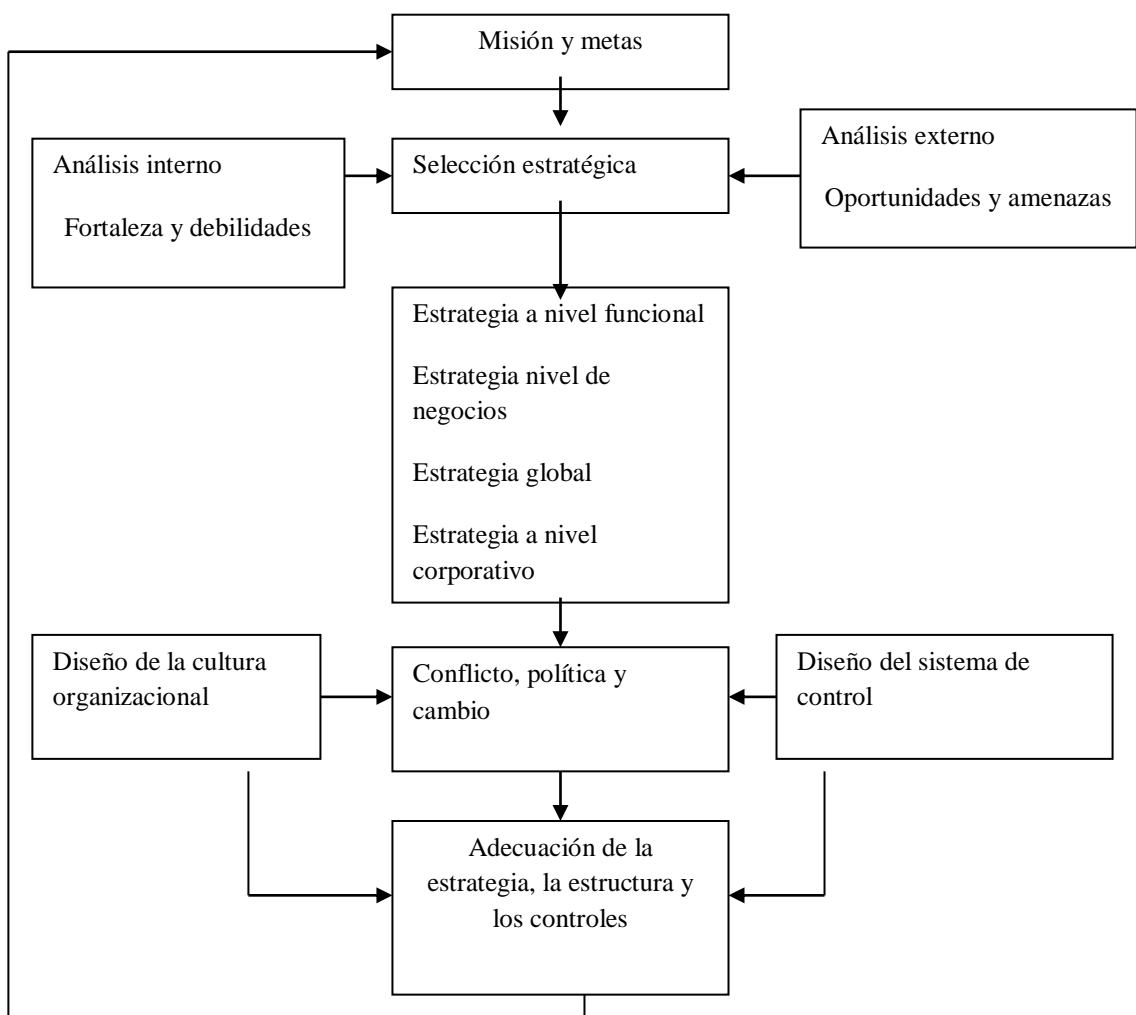 Misión y metas
Análisis interno
Fortaleza y debilidades
Selección estratégica
Análisis externo
Oportunidades y amenazas
Estrategia a nivel funcional
Estrategia nivel de
negocios
Estrategia global
Estrategia a nivel
corporativo
Diseño de la cultura
organizacional
Conflicto, política y
cambio
Diseño del sistema de
control
Adecuación de la
estrategia, la estructura y
los controles